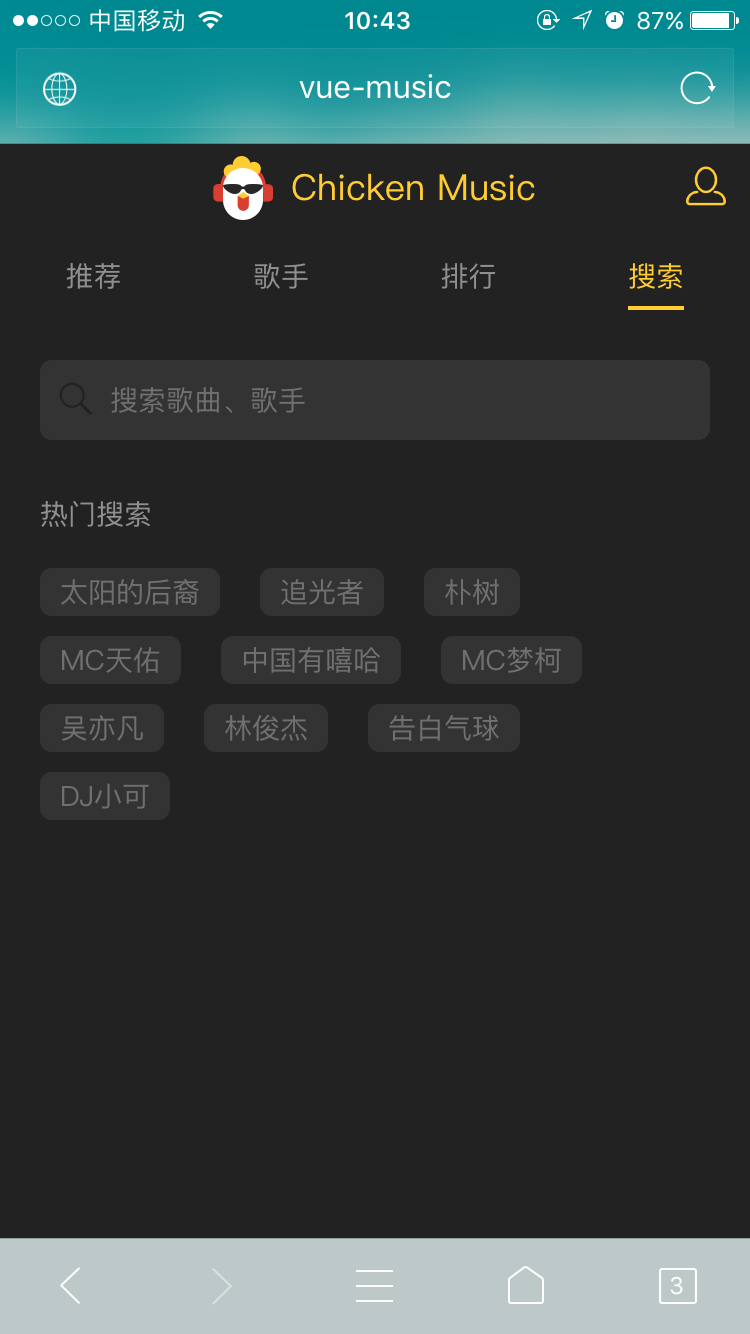 中国移动 10:43 87%
vue-music
Chicken Music
推荐 歌手 排行 搜索
搜索歌曲、歌手
热门搜索
太阳的后裔 追光者 朴树
MC天佑 中国有嘻哈 MC梦柯
吴亦凡 林俊杰 告白气球
DJ小可
3